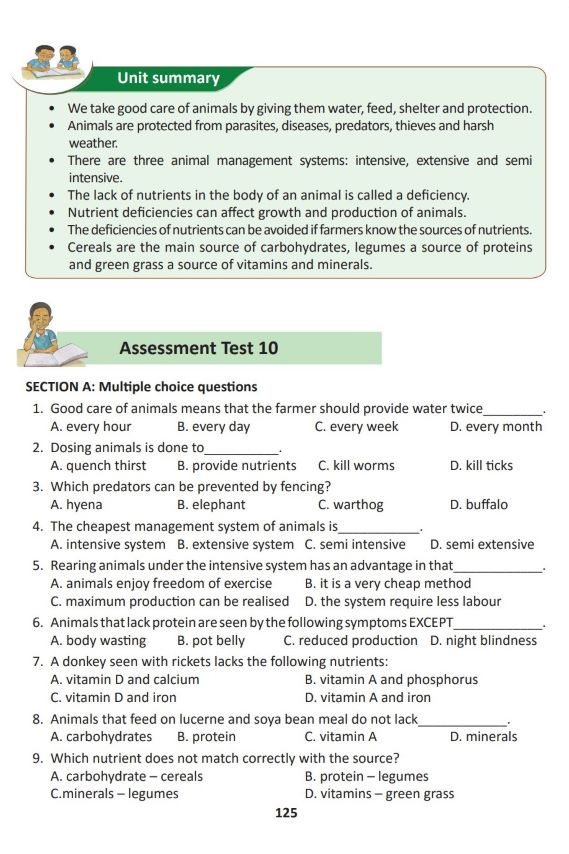 Unit summary
• We take good care of animals by giving them water, feed, shelter and protection.
• Animals are protected from parasites, diseases, predators, thieves and harsh
weather.
• There are three animal management systems: intensive, extensive and semi
intensive.
• The lack of nutrients in the body of an animal is called a deficiency.
• Nutrient deficiencies can affect growth and production of animals.
• The deficiencies of nutrients can be avoided if farmers know the sources of nutrients.
• Cereals are the main source of carbohydrates, legumes a source of proteins
and green grass a source of vitamins and minerals.
Assessment Test 10
SECTION A: Multiple choice questions
1. Good care of animals means that the farmer should provide water twice________.
A. every hour B. every day C. every week D. every month
2. Dosing animals is done to__________.
A. quench thirst B. provide nutrients C. kill worms D. kill ticks
3. Which predators can be prevented by fencing?
A. hyena B. elephant C. warthog D. buffalo
4. The cheapest management system of animals is___________.
A. intensive system B. extensive system C. semi intensive D. semi extensive
5. Rearing animals under the intensive system has an advantage in that____________.
A. animals enjoy freedom of exercise B. it is a very cheap method
C. maximum production can be realised D. the system require less labour
6. Animals that lack protein are seen by the following symptoms EXCEPT____________.
A. body wasting B. pot belly C. reduced production D. night blindness
7. A donkey seen with rickets lacks the following nutrients:
A. vitamin D and calcium B. vitamin A and phosphorus
C. vitamin D and iron D. vitamin A and iron
8. Animals that feed on lucerne and soya bean meal do not lack____________.
A. carbohydrates B. protein C. vitamin A D. minerals
9. Which nutrient does not match correctly with the source?
A. carbohydrate – cereals B. protein – legumes
C.minerals – legumes D. vitamins – green grass
125